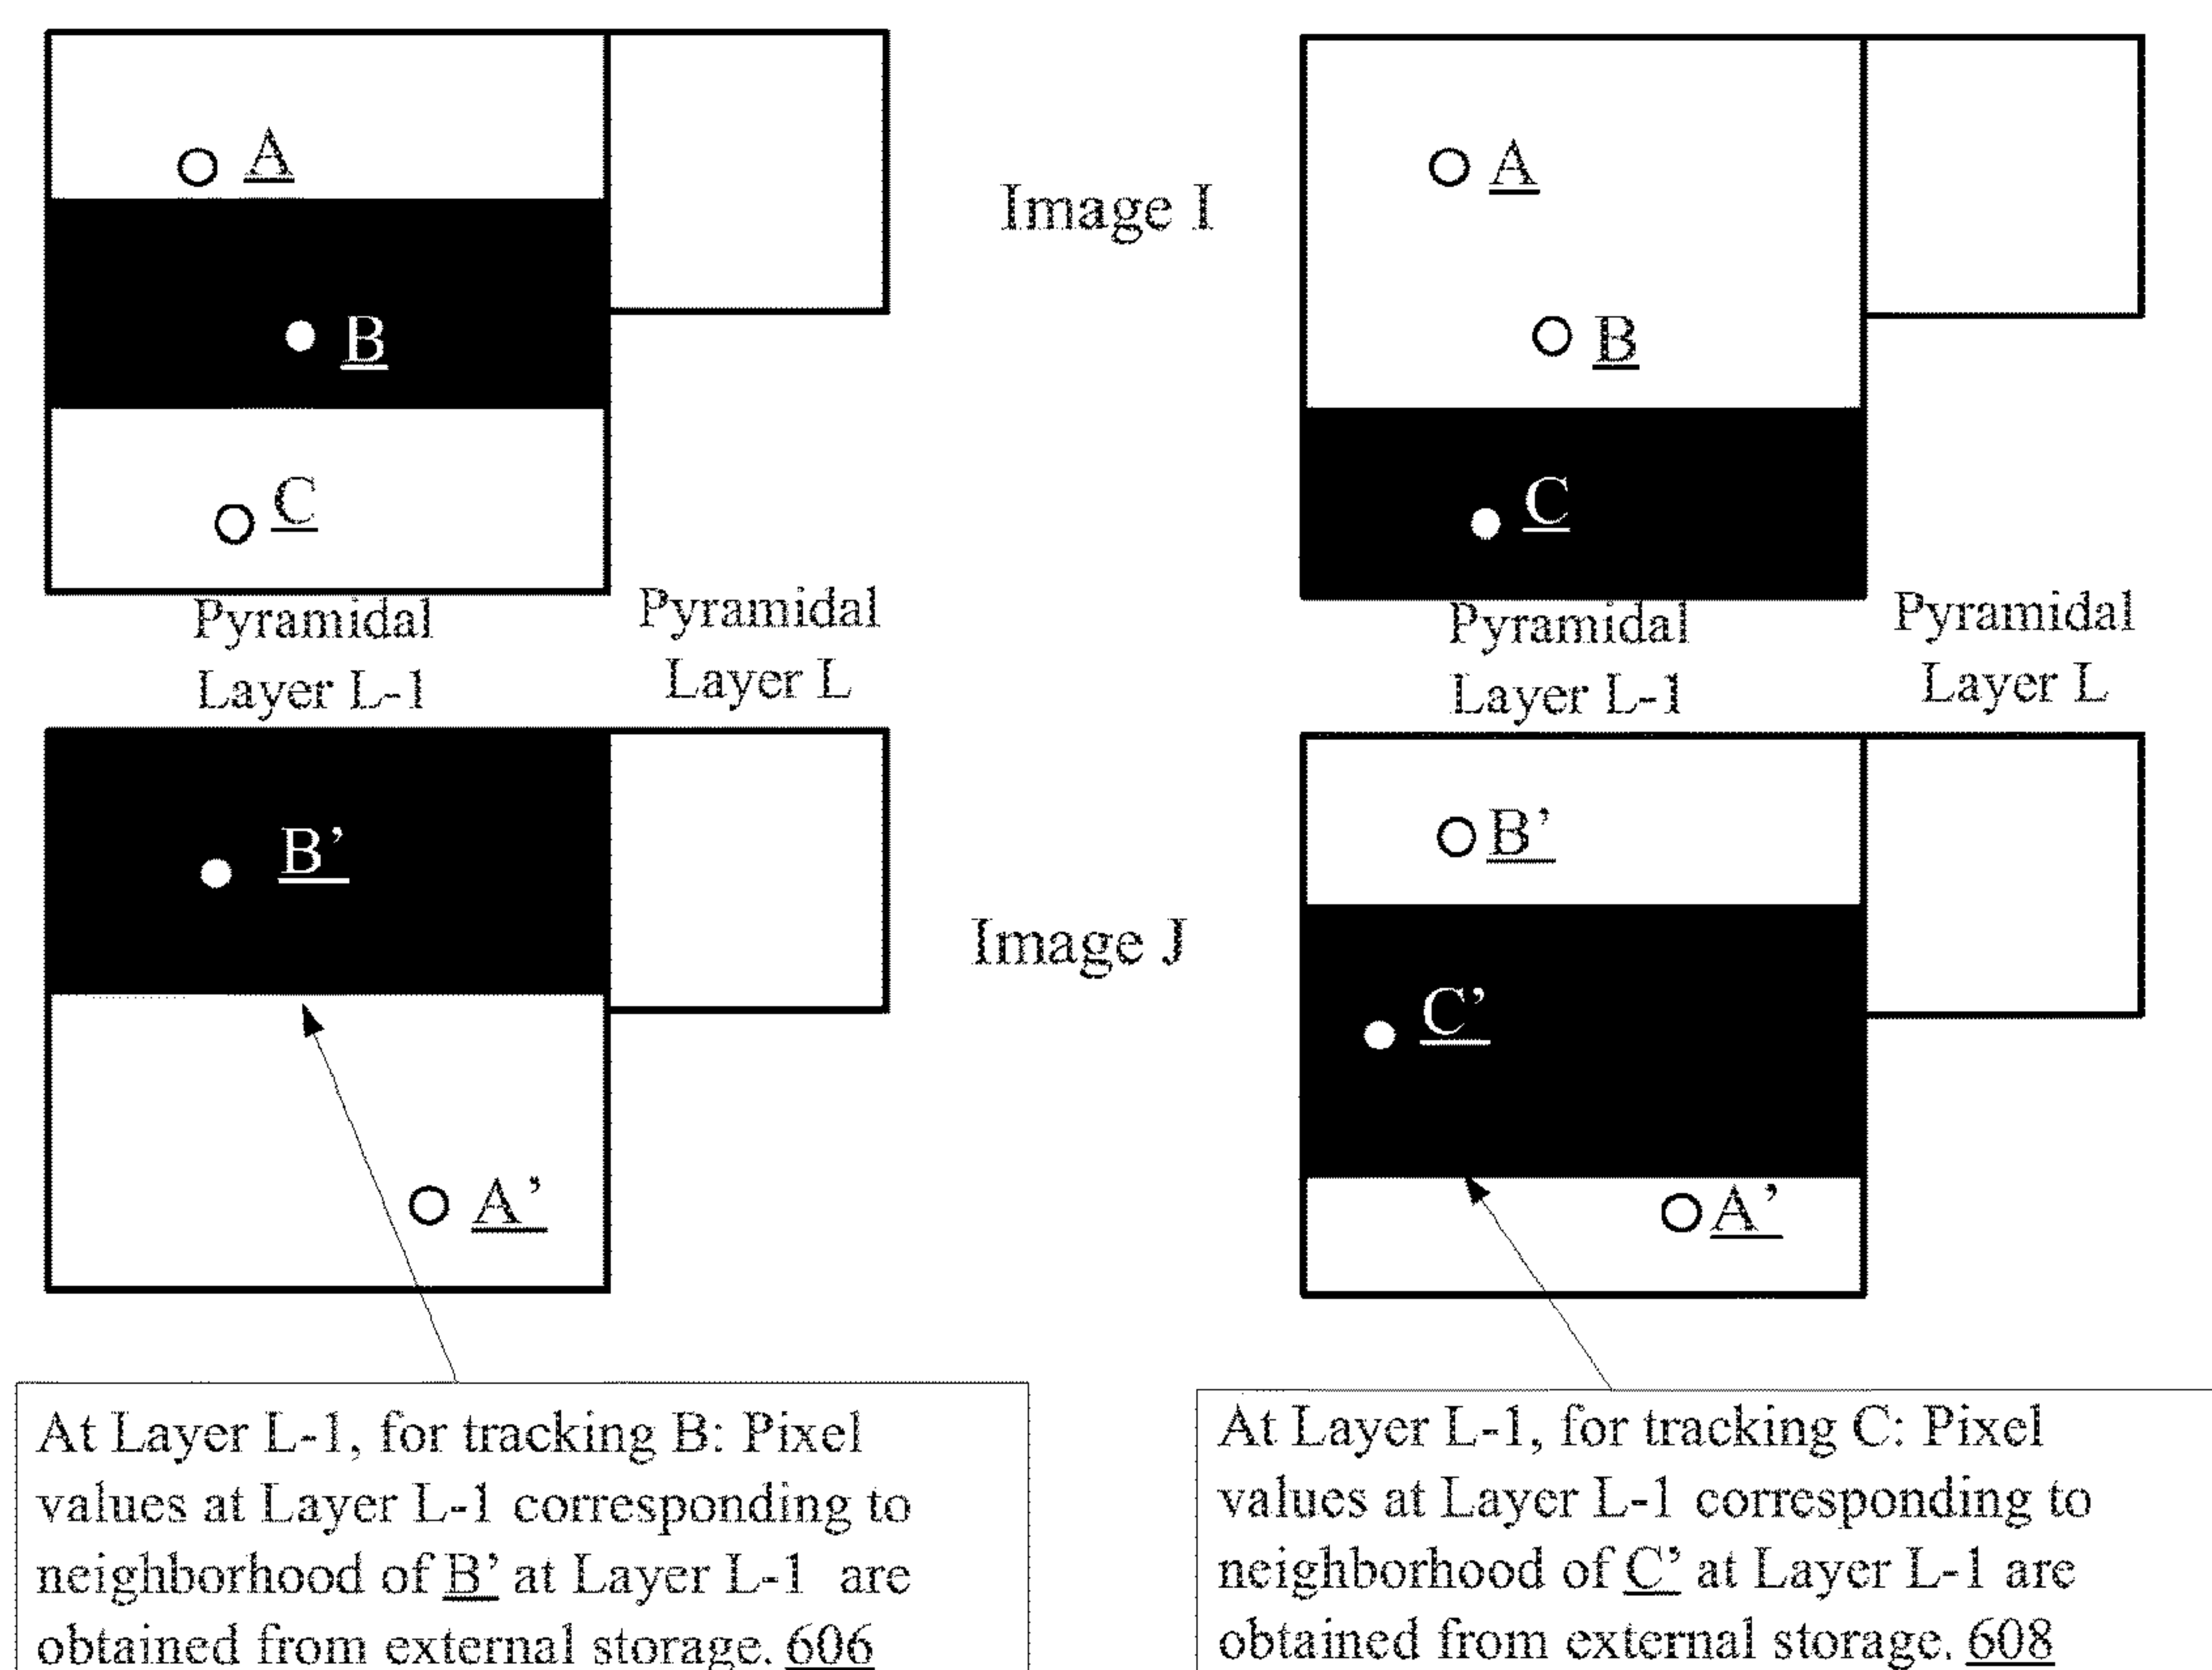 A
B
C
Image I
A
B
C
Pyramidal
Layer L-1
Pyramidal
Layer L
Pyramidal
Layer L-1
Pyramidal
Layer L
B’
A’
Image J
B’
C’
A’
At Layer L-1, for tracking B: Pixel
values at Layer L-1 corresponding to
neighborhood of B’ at Layer L-1 are
obtained from external storage. 606
At Layer L-1, for tracking C: Pixel
values at Layer L-1 corresponding to
neighborhood of C’ at Layer L-1 are
obtained from external storage. 608